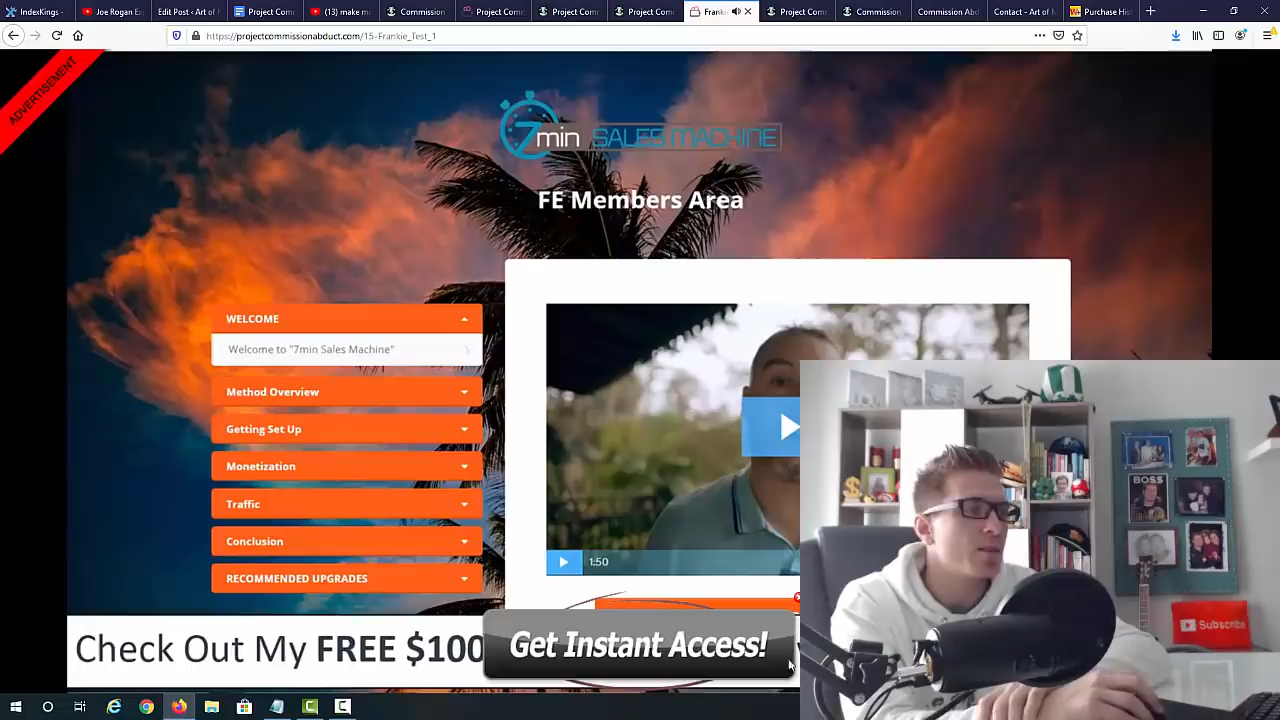 IndexKings -
Joe Rogan Ex
Edit Post ‹ Art of
Project Com
(13) make m
Commission
Project Com
Project Com
Project Com
Frankie
Project Com
Commission
Commission Abd
Contact – Art of M
Purchase Hist
https://projectcommissionabduct.com/15-Frankie_Test_1
ADVERTISEMENT
7min SALES MACHINE
FE Members Area
WELCOME
Welcome to "7min Sales Machine"
Method Overview
Getting Set Up
Monetization
Traffic
Conclusion
RECOMMENDED UPGRADES
1:50
Check Out My FREE $100
Get Instant Access!
BOSS
Subscribe